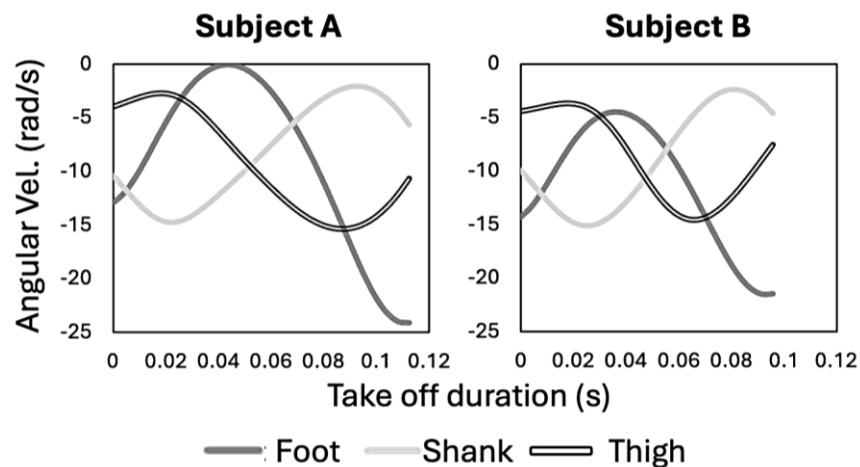 Subject A
Subject B
Angular Vel. (rad/s)
0
-5
-10
-15
-20
-25
0 0.02 0.04 0.06 0.08 0.1 0.12
0
-5
-10
-15
-20
-25
0 0.02 0.04 0.06 0.08 0.1 0.12
Take off duration (s)
Foot Shank Thigh